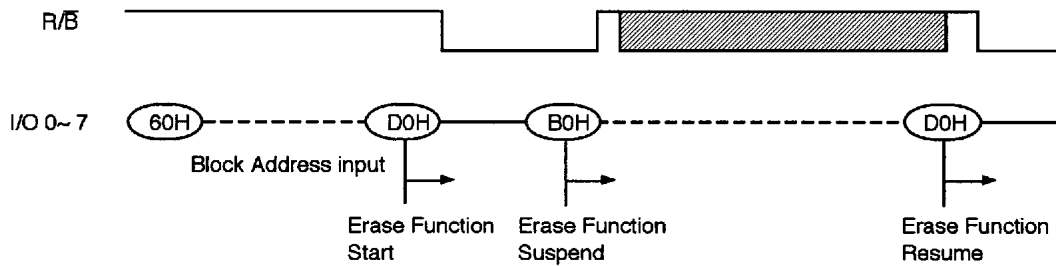 R/B̅
I/O 0~ 7
60H
D0H
B0H
D0H
Block Address input
Erase Function
Start
Erase Function
Suspend
Erase Function
Resume